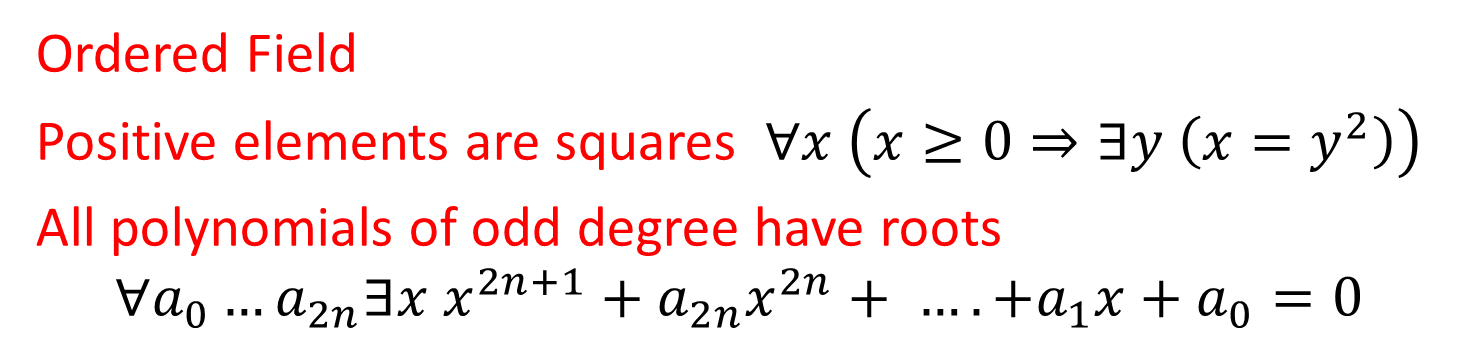 Ordered Field
Positive elements are squares ∀x (x ≥ 0 ⇒ ∃y (x = y²))
All polynomials of odd degree have roots
∀a₀ … a₂ₙ∃x x²ⁿ⁺¹ + a₂ₙx²ⁿ + …. +a₁x + a₀ = 0